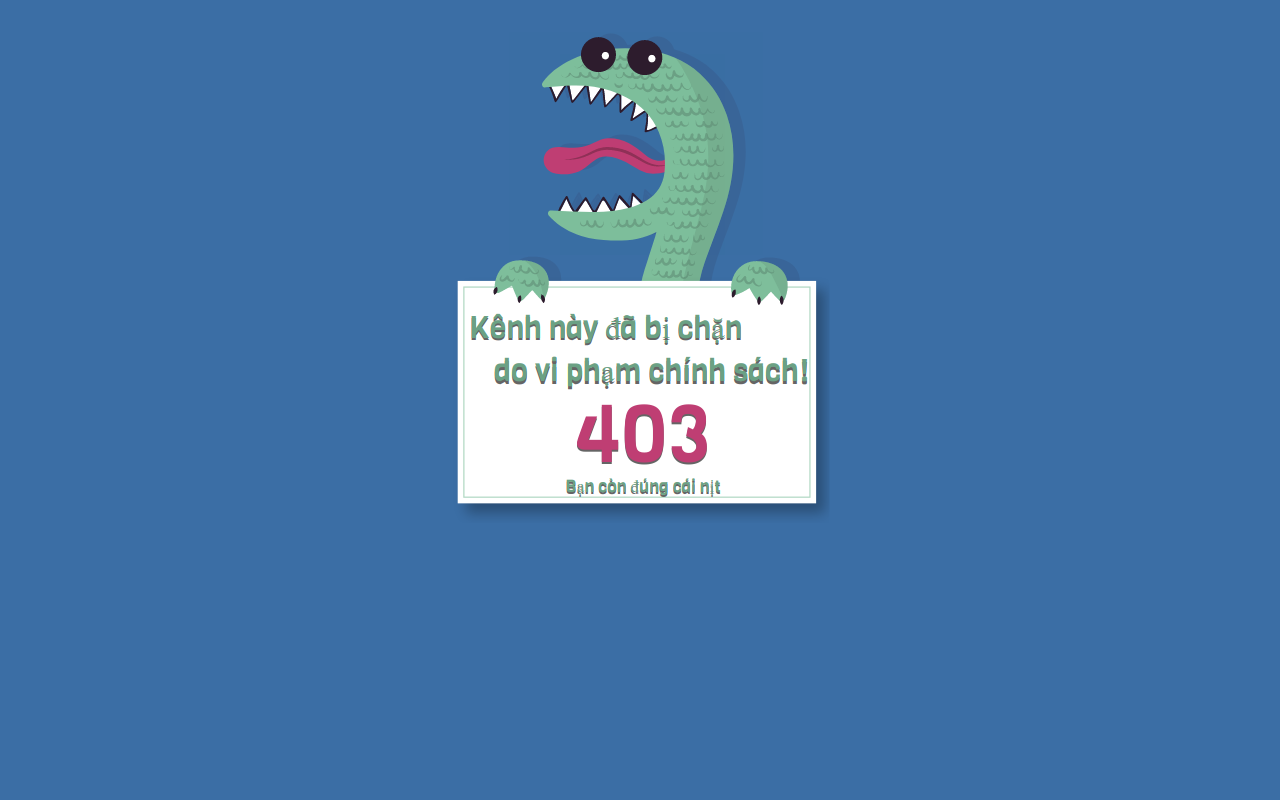 Kênh này đã bị chặn
do vi phạm chính sách!
403
Bạn còn đúng cái nịt